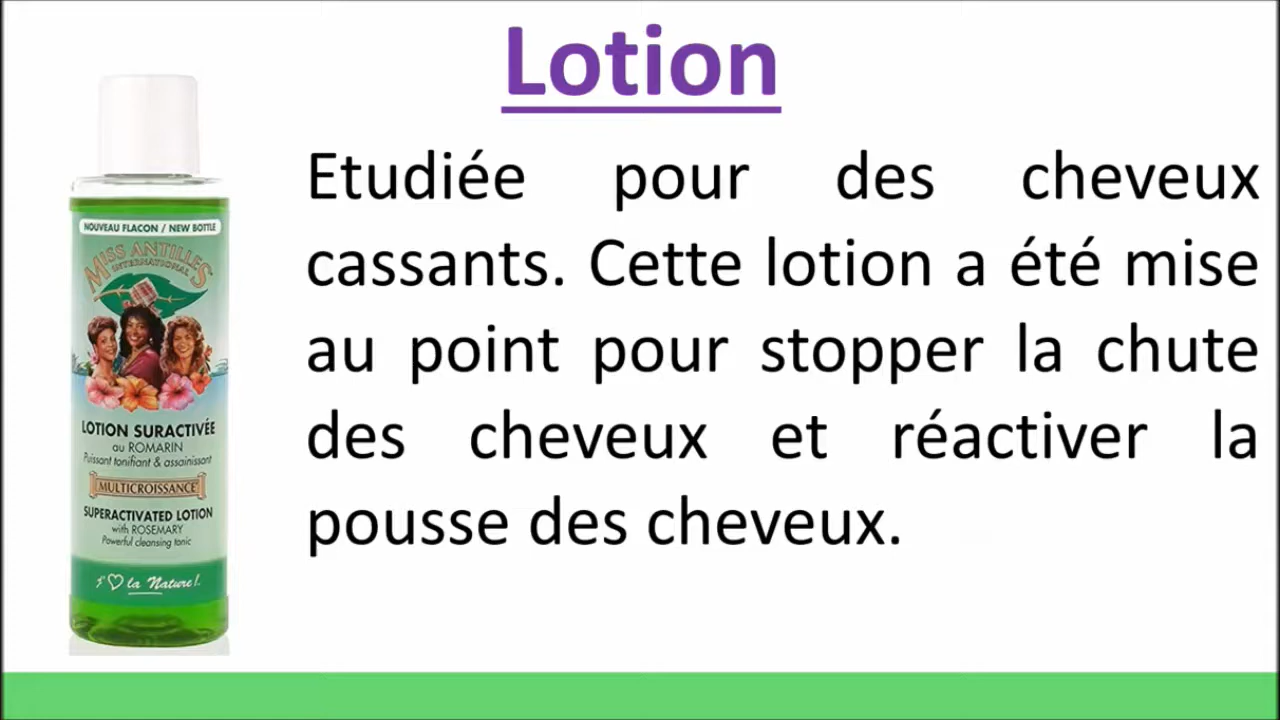 Lotion
Etudiée pour des cheveux
cassants. Cette lotion a été mise
au point pour stopper la chute
des cheveux et réactiver la
pousse des cheveux.
NOUVEAU FLACON / NEW BOTTLE
MISS ANTILLES
INTERNATIONAL
LOTION SURACTIVÉE
au ROMARIN
Puissant tonifiant & assainissant
MULTICROISSANCE
SUPERACTIVATED LOTION
with ROSEMARY
Powerful cleansing tonic
J'♡ la Nature!.